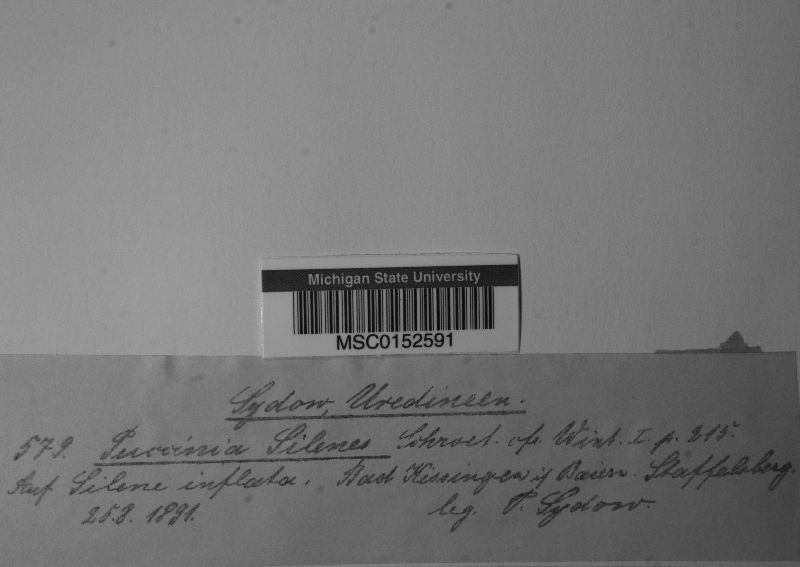 Michigan State University
MSC0152591
Sydow, Uredineen.
579. Puccinia Silenes Schroet. cfr. Wint. I. p. 215.
Auf Silene inflata. Bad Kissingen Baiern. Staffelsberg.
25.8. 1891. leg. P. Sydow.